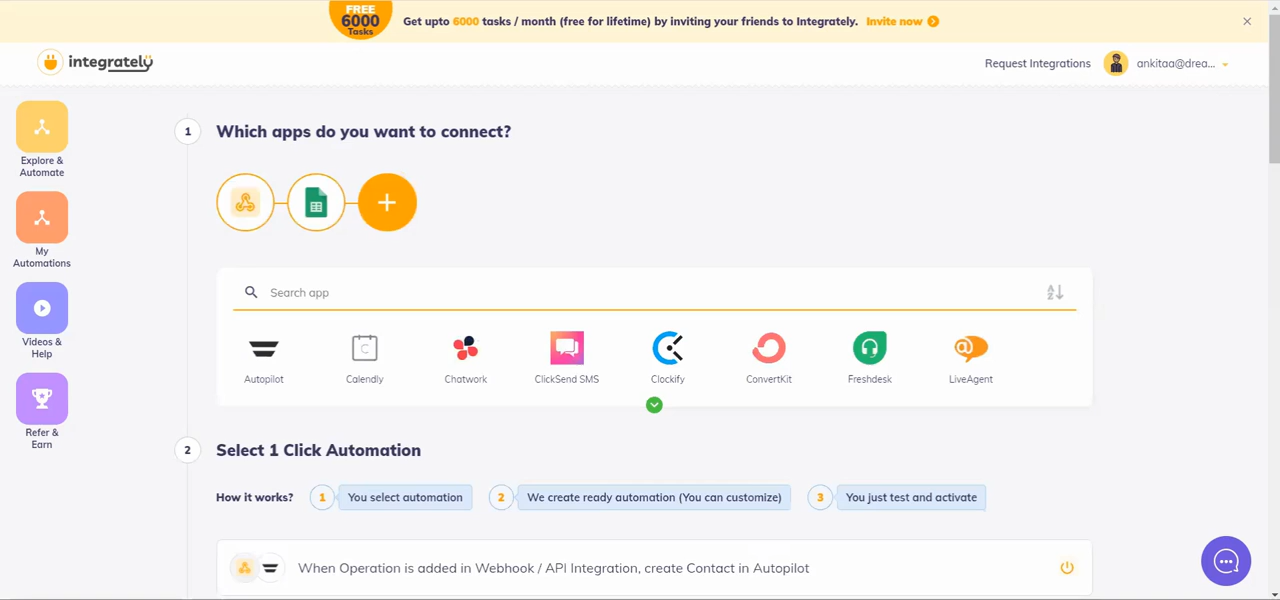 FREE
6000
Tasks
Get upto 6000 tasks / month (free for lifetime) by inviting your friends to Integrately. Invite now
integrately
Request Integrations
ankitaa@drea...
Explore &
Automate
My
Automations
Videos &
Help
Refer &
Earn
1
Which apps do you want to connect?
Search app
A
Z
Autopilot
C
Calendly
Chatwork
ClickSend SMS
Clockify
ConvertKit
Freshdesk
LiveAgent
2
Select 1 Click Automation
How it works?
1
You select automation
2
We create ready automation (You can customize)
3
You just test and activate
When Operation is added in Webhook / API Integration, create Contact in Autopilot